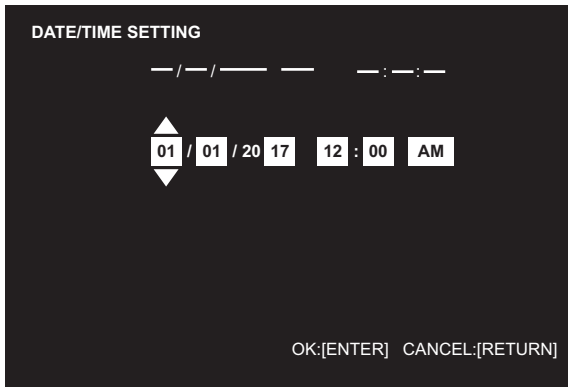 DATE/TIME SETTING
—/—/—— — —:—:—
01 / 01 / 20 17 12 : 00 AM
OK:[ENTER] CANCEL:[RETURN]